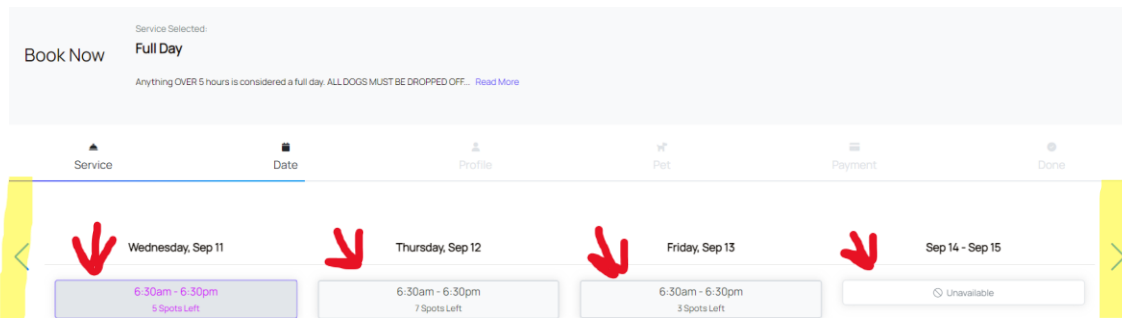 Service Selected:
Book Now
Full Day
Anything OVER 5 hours is considered a full day. ALL DOGS MUST BE DROPPED OFF... Read More
Service Date Profile Pet Payment Done
Wednesday, Sep 11 Thursday, Sep 12 Friday, Sep 13 Sep 14 - Sep 15
6:30am - 6:30pm 6:30am - 6:30pm 6:30am - 6:30pm Unavailable
5 Spots Left 7 Spots Left 3 Spots Left